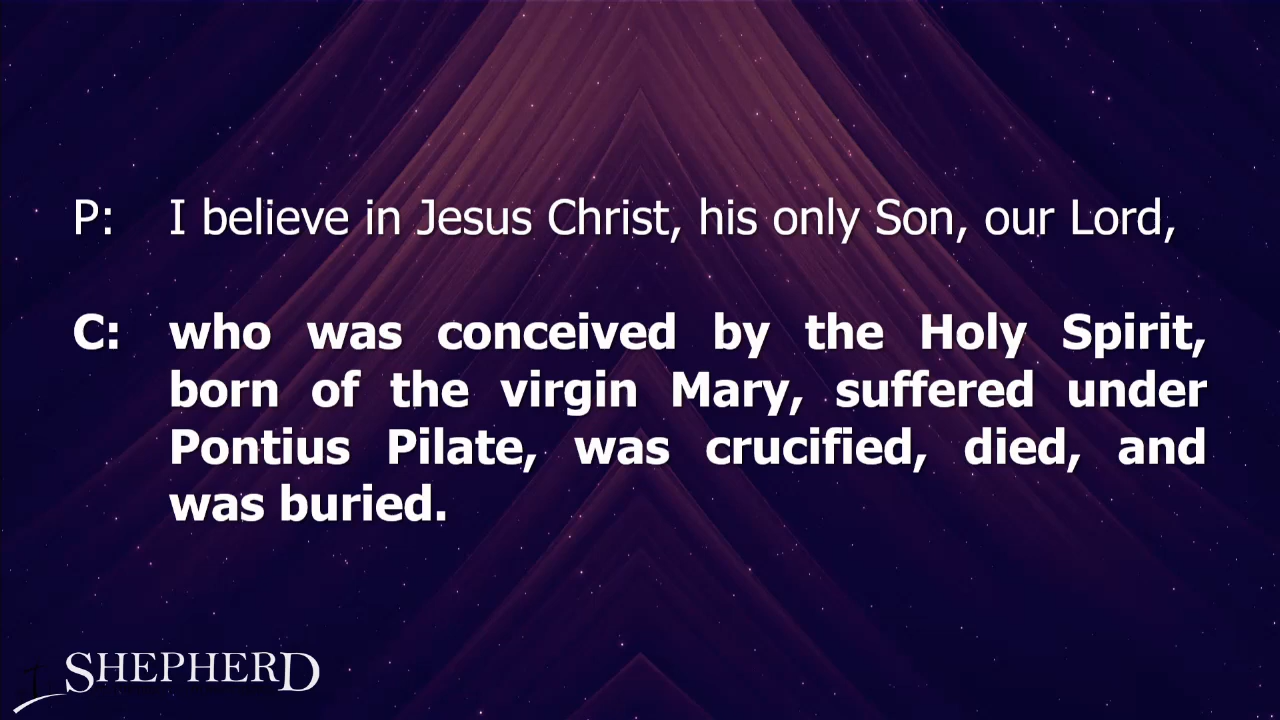 P: I believe in Jesus Christ, his only Son, our Lord,
C: who was conceived by the Holy Spirit,
born of the virgin Mary, suffered under
Pontius Pilate, was crucified, died, and
was buried.
SHEPHERD